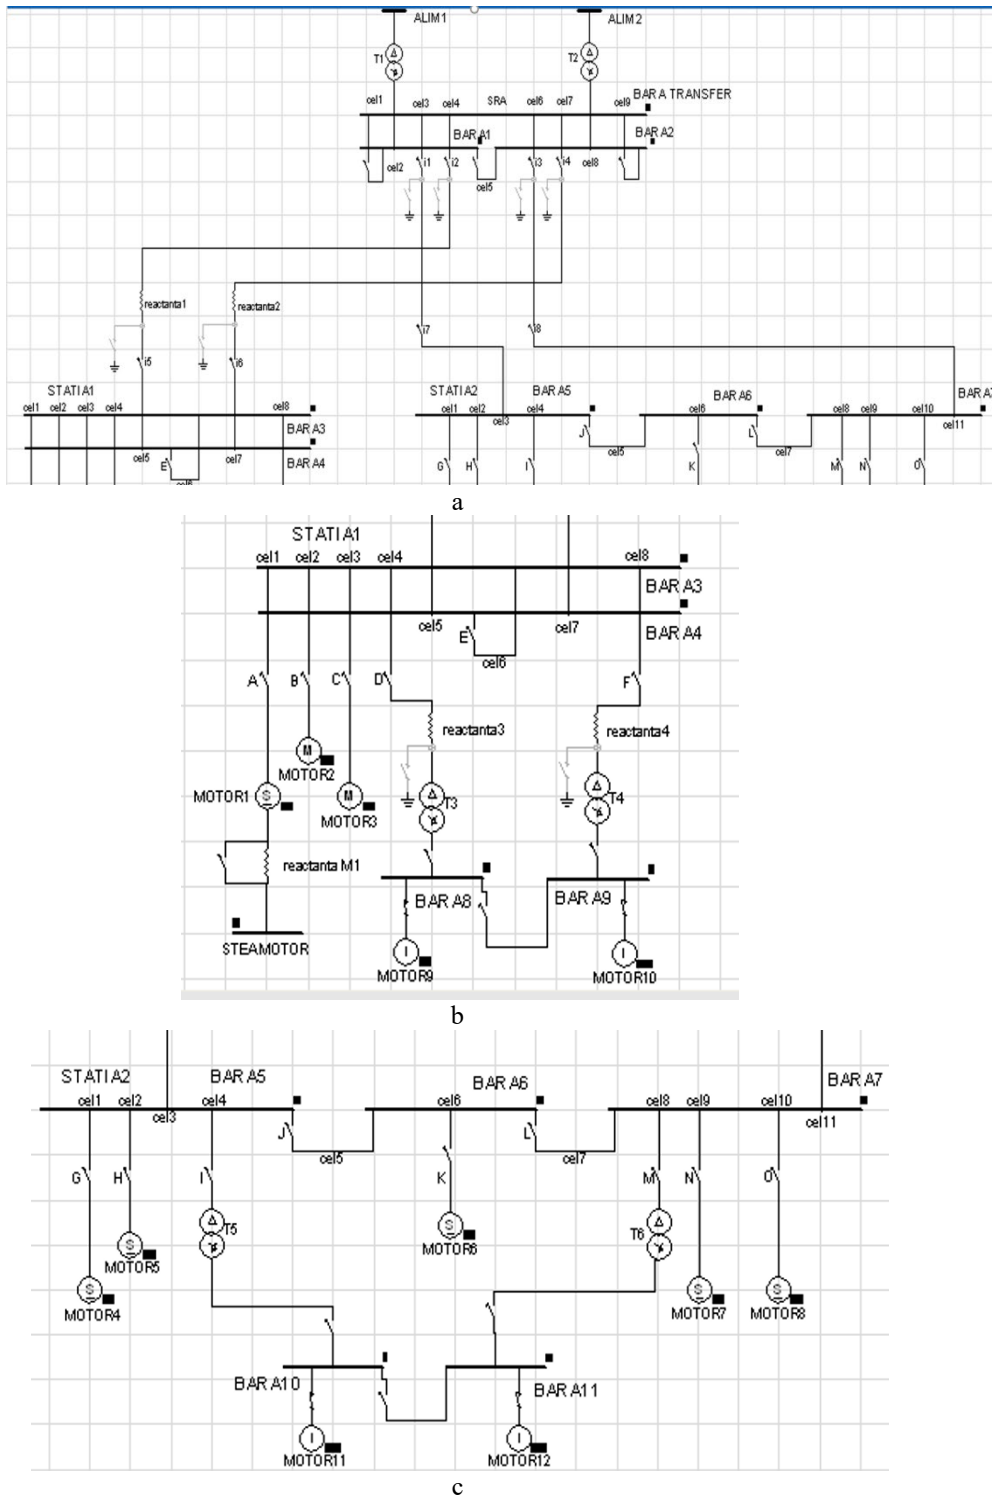 ALIM1 ALIM2
T1 T2
cel1 cel3 cel4 SRA cel6 cel7 cel9 BARA TRANSFER
BARA1 BARA2
cel2 i1 i2 i3 i4 cel8
cel5
reactanta1 reactanta2
i7 i8
i5 i6
STATIA1 STATIA2 BARA5 BARA6
cel1 cel2 cel3 cel4 cel8 cel1 cel2 cel4 cel6 cel8 cel9 cel10
cel3 cel11
BARA3 J L
cel5 cel7 BARA4 cel5 cel7
E G H I K M N O
a
STATIA1
cel1 cel2 cel3 cel4 cel8
BARA3
cel5 cel7 BARA4
E
cel6
A B C D F
reactanta3 reactanta4
M
MOTOR2
MOTOR1 S M T3 T4
MOTOR3
reactanta M1
BARA8 BARA9
STEAMOTOR I I
MOTOR9 MOTOR10
b
STATIA2 BARA5 BARA6 BARA7
cel1 cel2 cel4 cel6 cel8 cel9 cel10
cel3 cel11
J L
cel5 cel7
G H I K M N O
T5 S T6
S MOTOR6
MOTOR5
S S S
MOTOR4 MOTOR7 MOTOR8
BARA10 BARA11
I I
MOTOR11 MOTOR12
c